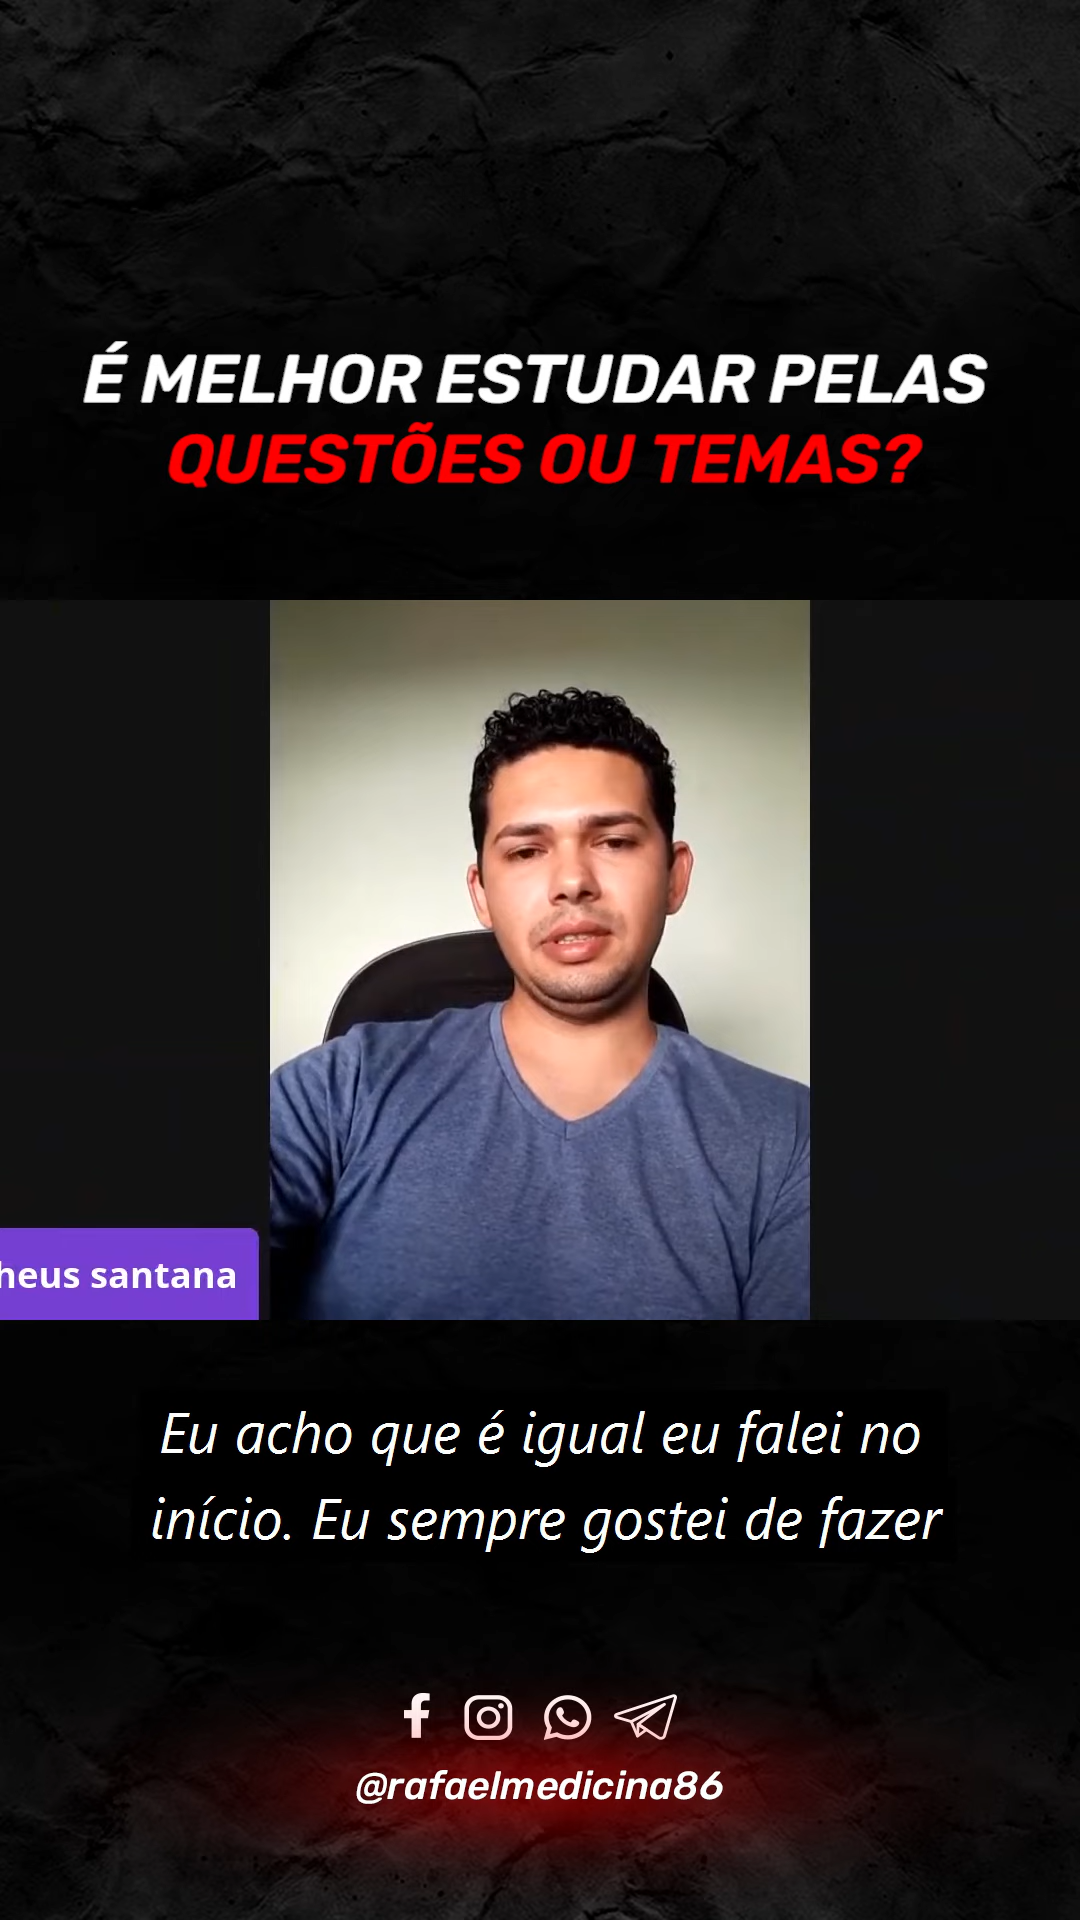 É MELHOR ESTUDAR PELAS
QUESTÕES OU TEMAS?
heus santana
Eu acho que é igual eu falei no
início. Eu sempre gostei de fazer
@rafaelmedicina86